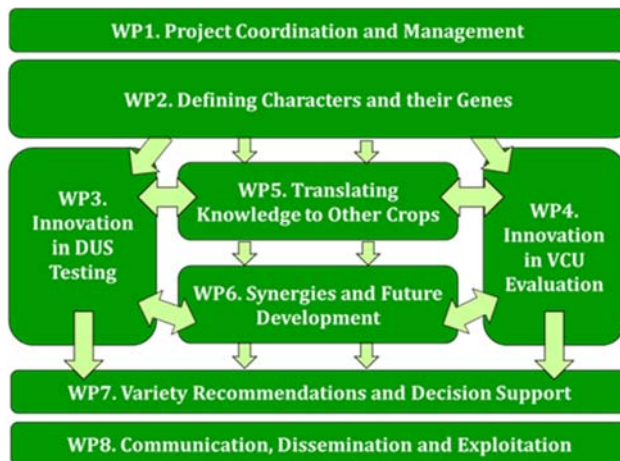 WP1. Project Coordination and Management
WP2. Defining Characters and their Genes
WP3.
Innovation
in DUS
Testing
WP5. Translating
Knowledge to Other Crops
WP4.
Innovation
in VCU
Evaluation
WP6. Synergies and Future
Development
WP7. Variety Recommendations and Decision Support
WP8. Communication, Dissemination and Exploitation